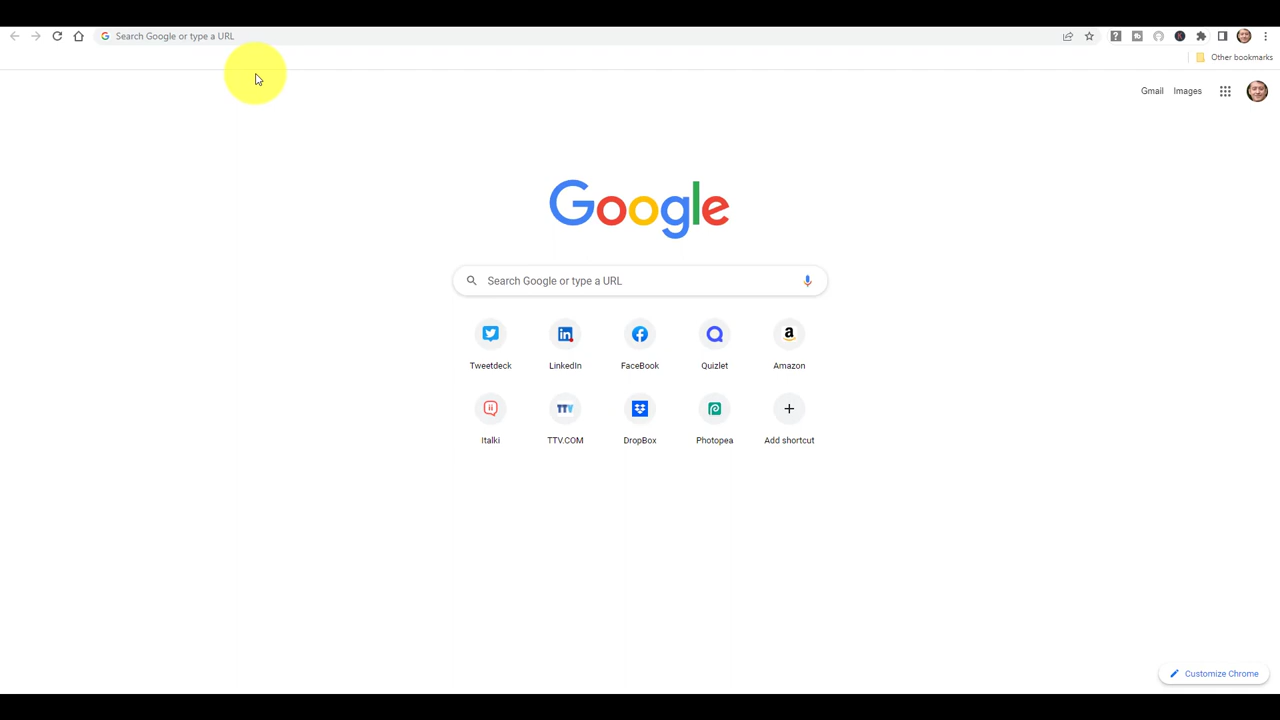 Search Google or type a URL
Other bookmarks
Gmail Images
Google
Search Google or type a URL
Tweetdeck LinkedIn FaceBook Quizlet Amazon
TTV
Italki TTV.COM DropBox Photopea Add shortcut
Customize Chrome